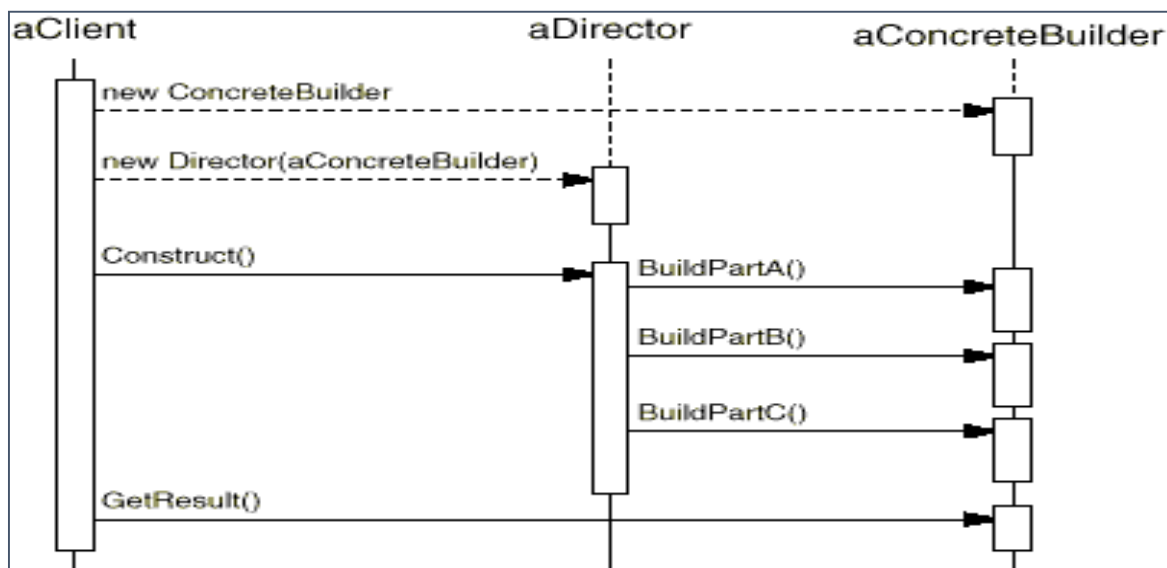 aClient
aDirector
aConcreteBuilder
new ConcreteBuilder
new Director(aConcreteBuilder)
Construct()
BuildPartA()
BuildPartB()
BuildPartC()
GetResult()